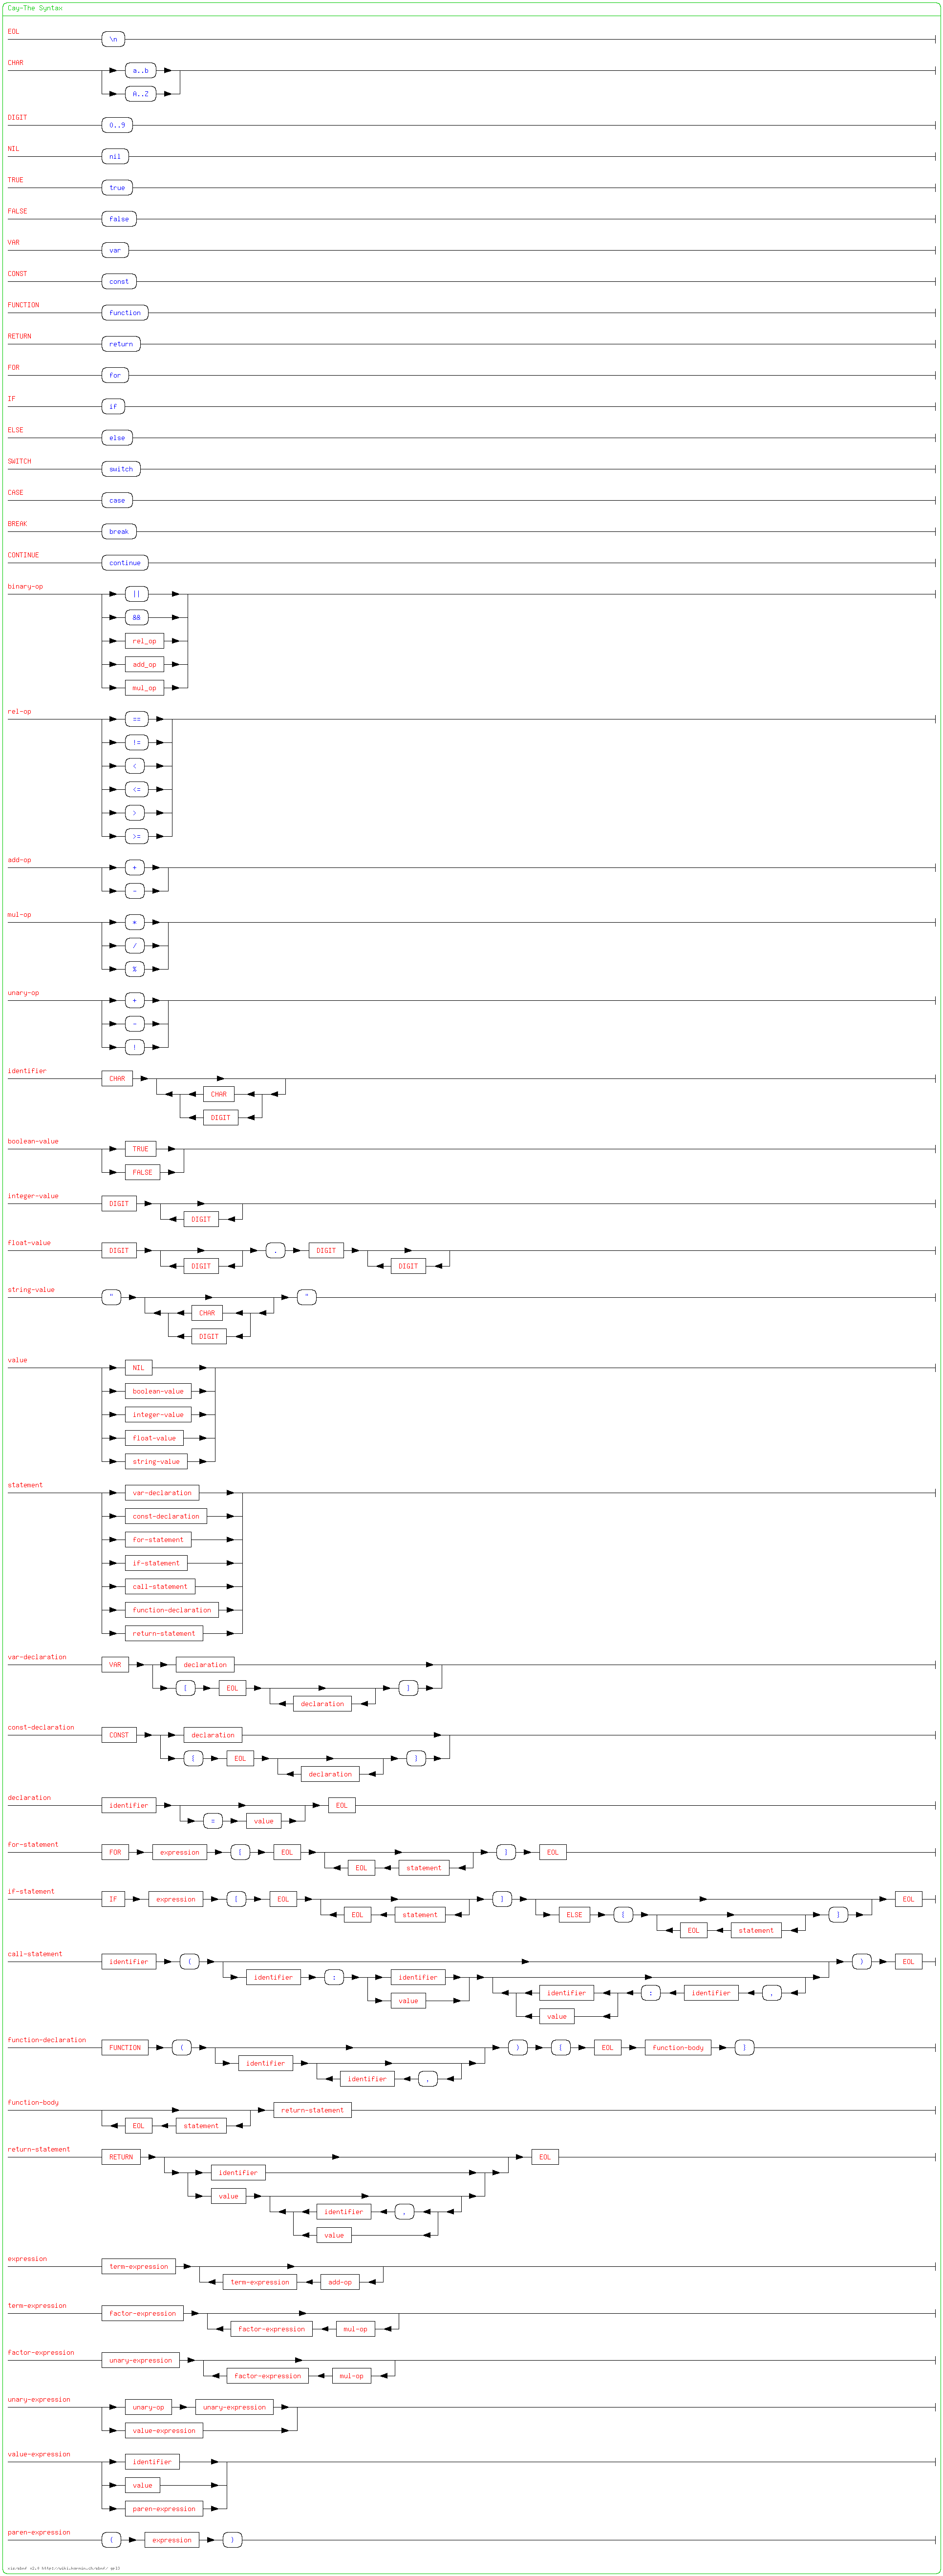 Cay-The Syntax
EOL
\n
CHAR
a..b
A..Z
DIGIT
0..9
NIL
nil
TRUE
true
FALSE
false
VAR
var
CONST
const
FUNCTION
function
RETURN
return
FOR
for
IF
if
ELSE
else
SWITCH
switch
CASE
case
BREAK
break
CONTINUE
continue
binary-op
||
&&
rel_op
add_op
mul_op
rel-op
==
!=
<
<=
>
>=
add-op
+
-
mul-op
*
/
%
unary-op
+
-
!
identifier
CHAR
CHAR
DIGIT
boolean-value
TRUE
FALSE
integer-value
DIGIT
DIGIT
float-value
DIGIT . DIGIT
DIGIT DIGIT
string-value
" "
CHAR
DIGIT
value
NIL
boolean-value
integer-value
float-value
string-value
statement
var-declaration
const-declaration
for-statement
if-statement
call-statement
function-declaration
return-statement
var-declaration
VAR declaration
[ EOL ]
declaration
const-declaration
CONST declaration
[ EOL ]
declaration
declaration
identifier EOL
= value
for-statement
FOR expression [ EOL ] EOL
EOL statement
if-statement
IF expression [ EOL ] EOL
EOL statement ELSE [ ]
EOL statement
call-statement
identifier ( ) EOL
identifier : identifier
identifier : identifier ,
value
value
function-declaration
FUNCTION ( ) [ EOL function-body ]
identifier
identifier ,
function-body
return-statement
EOL statement
return-statement
RETURN EOL
identifier
value
identifier ,
value
expression
term-expression
term-expression add-op
term-expression
factor-expression
factor-expression mul-op
factor-expression
unary-expression
factor-expression mul-op
unary-expression
unary-op unary-expression
value-expression
value-expression
identifier
value
paren-expression
paren-expression
( expression )